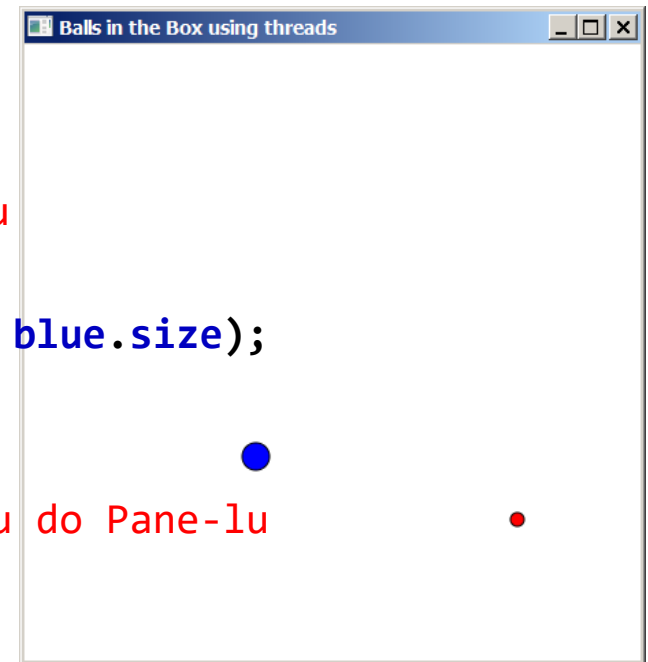 Balls in the Box using threads
u
blue.size);
u do Pane-lu